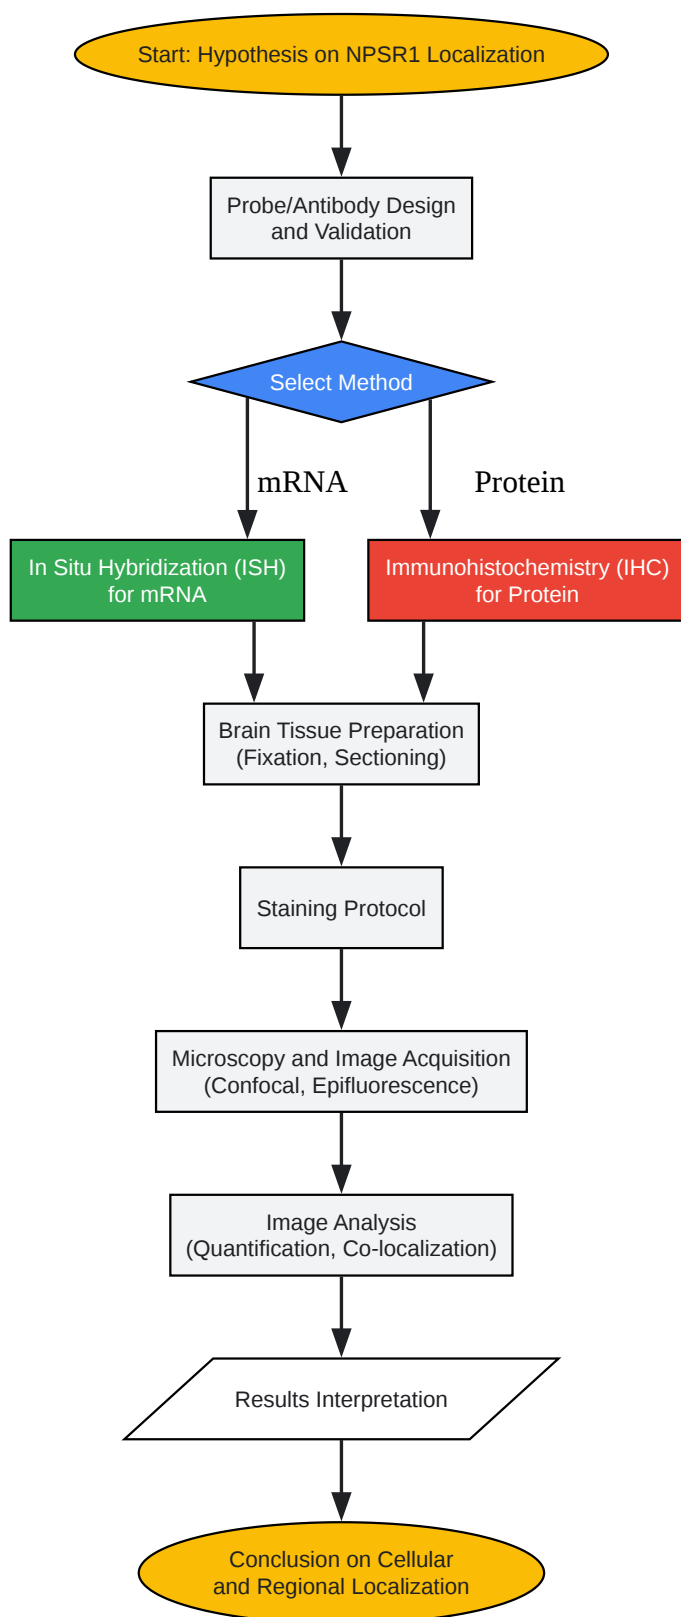 Start: Hypothesis on NPSR1 Localization
Probe/Antibody Design
and Validation
Select Method
mRNA
Protein
In Situ Hybridization (ISH)
for mRNA
Immunohistochemistry (IHC)
for Protein
Brain Tissue Preparation
(Fixation, Sectioning)
Staining Protocol
Microscopy and Image Acquisition
(Confocal, Epifluorescence)
Image Analysis
(Quantification, Co-localization)
Results Interpretation
Conclusion on Cellular
and Regional Localization